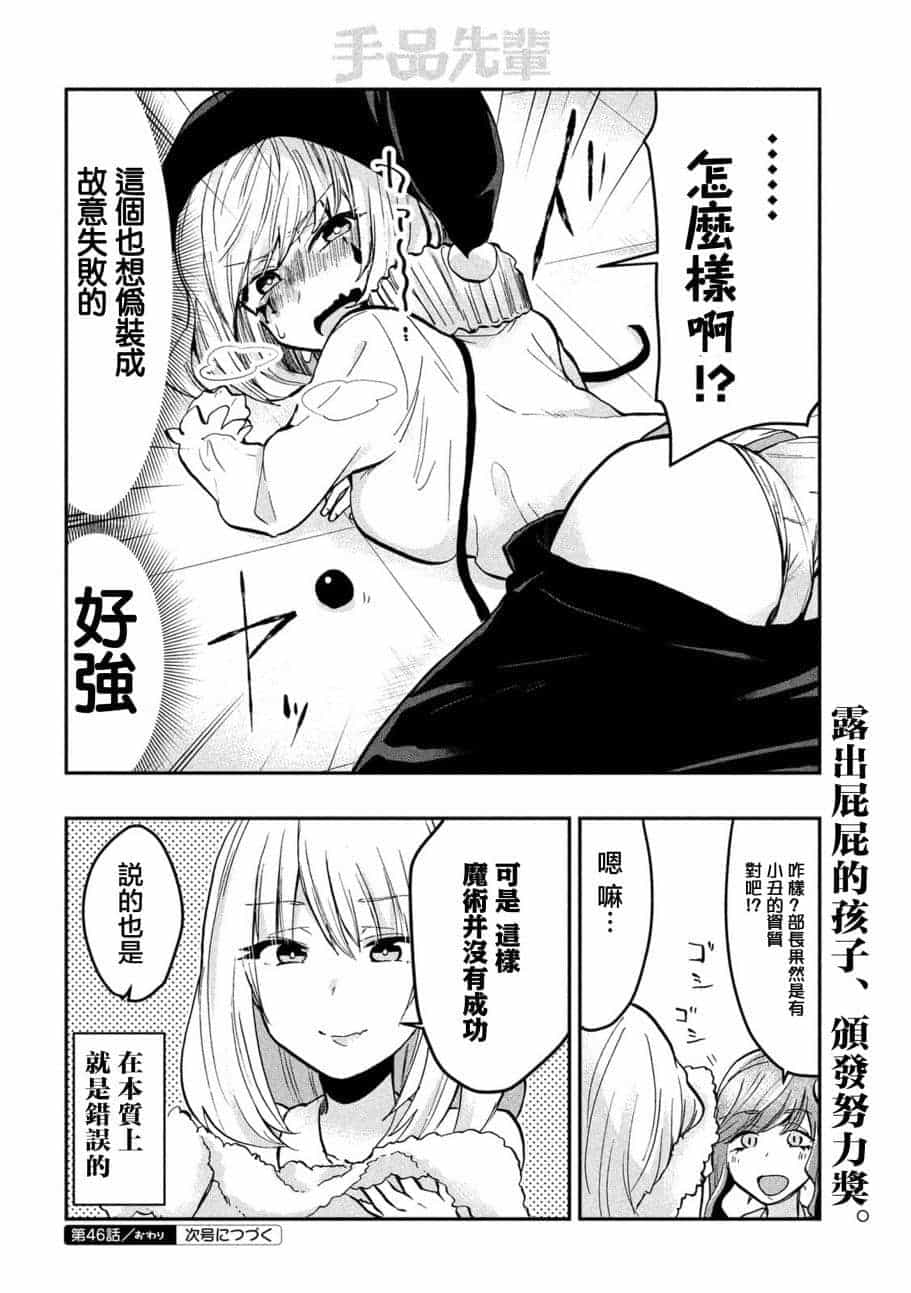 手品先輩
……
怎麼樣啊!?
這個也想偽裝成
故意失敗的
好強
露出屁屁的孩子、頒發努力獎。
咋樣?部長果然是有
小丑的資質
對吧!?
嗯嘛…
ゴシ
ゴシ
可是 這樣
魔術并沒有成功
說的也是
在本質上
就是錯誤的
第46話/おわり
次号につづく